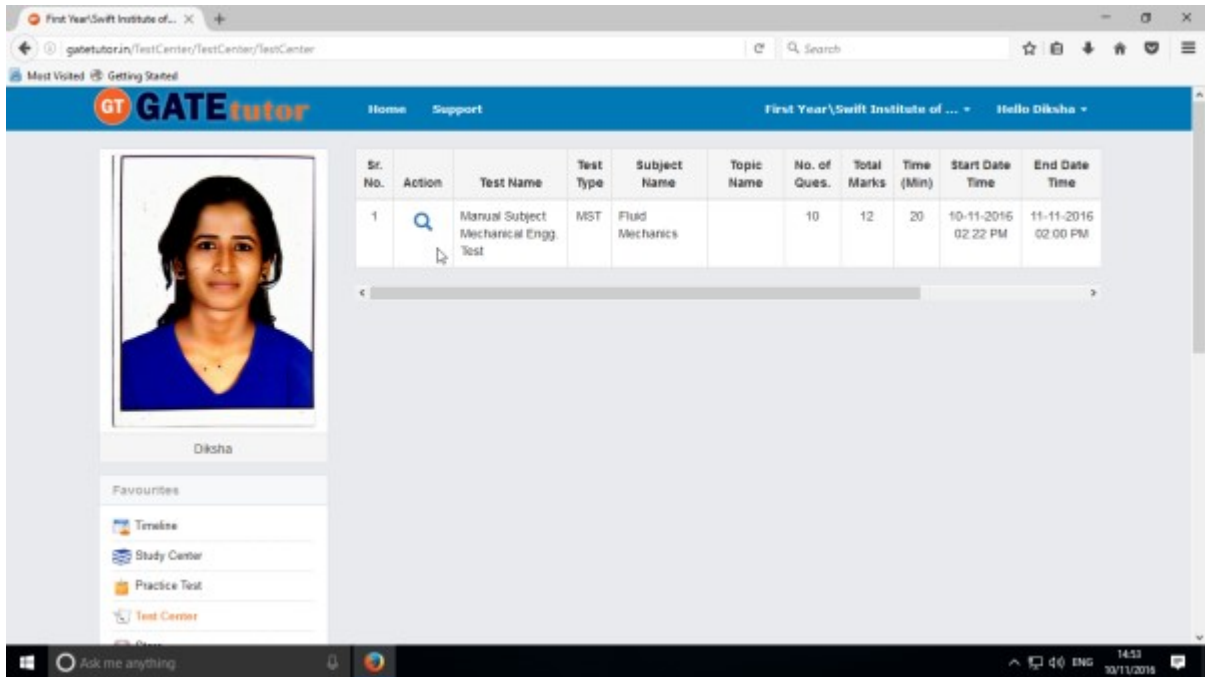 First Year\Swift Institute of...
gatetutor.in/TestCenter/TestCenter/TestCenter
Search
Most Visited Getting Started
GT GATEtutor
Home Support First Year\Swift Institute of ... Hello Diksha
Sr. No. Action Test Name Test Type Subject Name Topic Name No. of Ques. Total Marks Time (Min) Start Date Time End Date Time
1 Manual Subject Mechanical Engg. Test MST Fluid Mechanics 10 12 20 10-11-2016 02:22 PM 11-11-2016 02:00 PM
Diksha
Favourites
Timeline
Study Center
Practice Test
Test Center
Ask me anything
ENG
14:53
10/11/2016